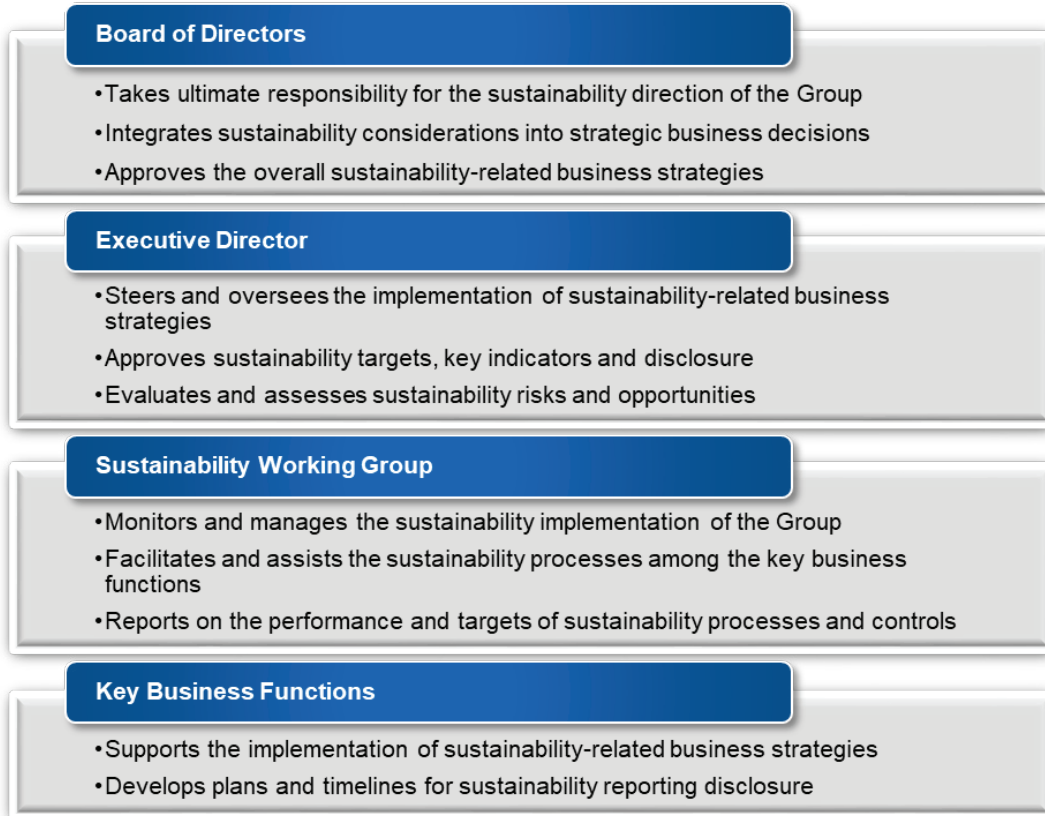 Board of Directors
•Takes ultimate responsibility for the sustainability direction of the Group
•Integrates sustainability considerations into strategic business decisions
•Approves the overall sustainability-related business strategies
Executive Director
•Steers and oversees the implementation of sustainability-related business
strategies
•Approves sustainability targets, key indicators and disclosure
•Evaluates and assesses sustainability risks and opportunities
Sustainability Working Group
•Monitors and manages the sustainability implementation of the Group
•Facilitates and assists the sustainability processes among the key business
functions
•Reports on the performance and targets of sustainability processes and controls
Key Business Functions
•Supports the implementation of sustainability-related business strategies
•Develops plans and timelines for sustainability reporting disclosure